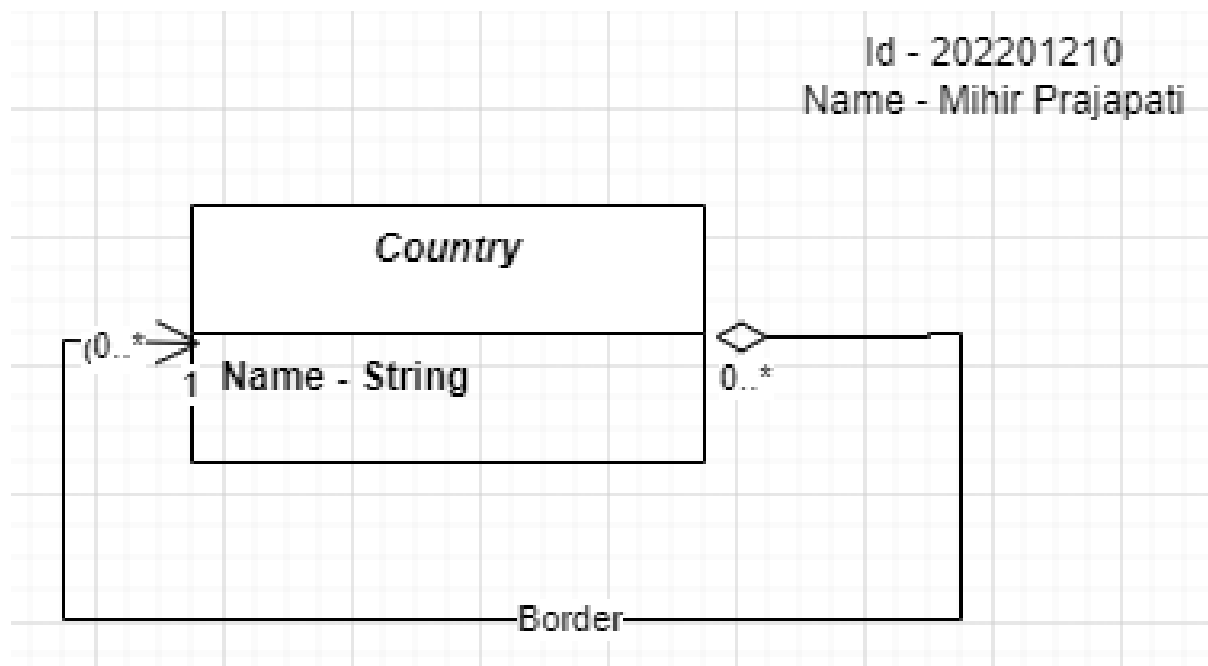 Id - 202201210
Name - Mihir Prajapati
Country
(0..*
1
Name - String
0..*
Border